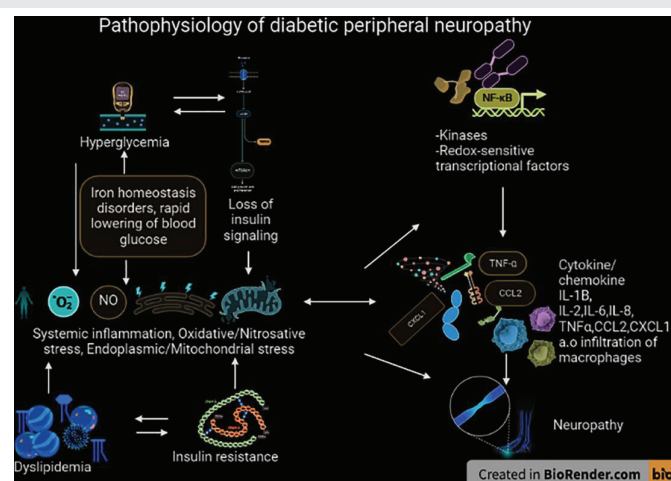 Pathophysiology of diabetic peripheral neuropathy
NF-κB
Hyperglycemia
-Kinases
-Redox-sensitive
transcriptional factors
Iron homeostasis
disorders, rapid
lowering of blood
glucose
Loss of
insulin
signaling
TNF-α
CCL2
CXCL1
Cytokine/
chemokine
IL-1B,
IL-2,IL-6,IL-8,
TNFα,CCL2,CXCL1
a.o infiltration of
macrophages
O₂
NO
Systemic inflammation, Oxidative/Nitrosative
stress, Endoplasmic/Mitochondrial stress
Neuropathy
Dyslipidemia
Insulin resistance
Created in BioRender.com
bio